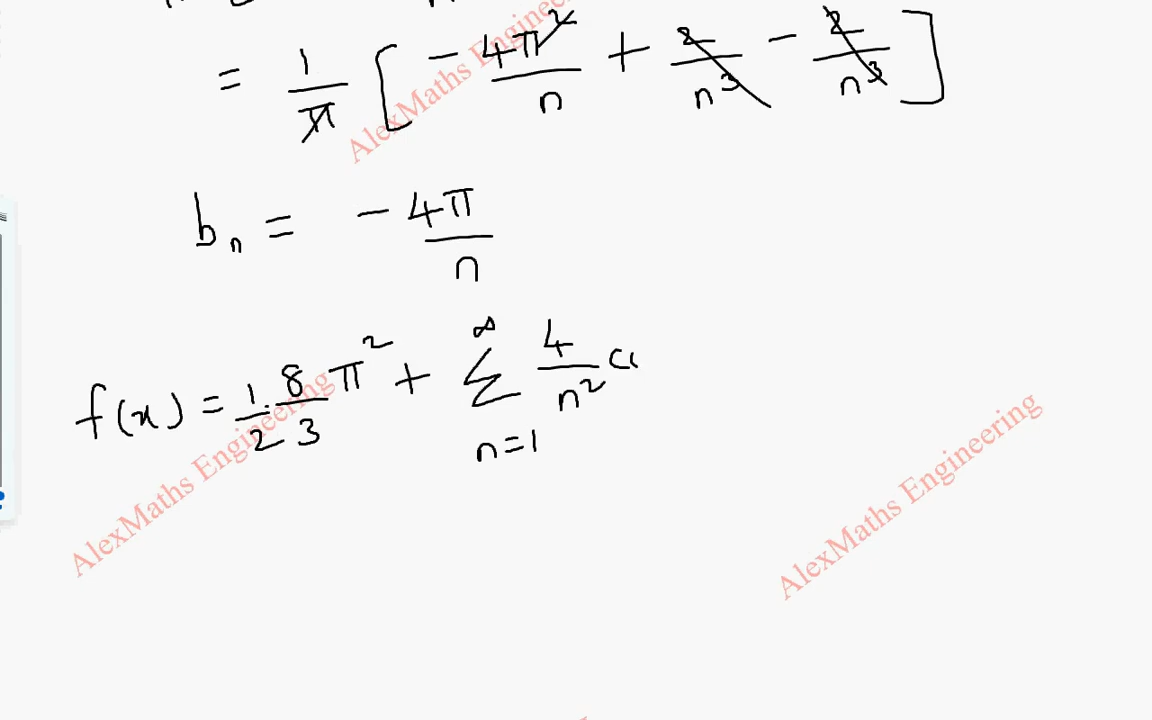 = 1/π [ - 4π²/n + 2/n³ - 2/n³ ]
bₙ = - 4π/n
f(x) = 1/2 · 8/3 π² + ∑ₙ₌₁^∞ 4/n² co
AlexMaths Engineering
AlexMaths Engineering
AlexMaths Engineering